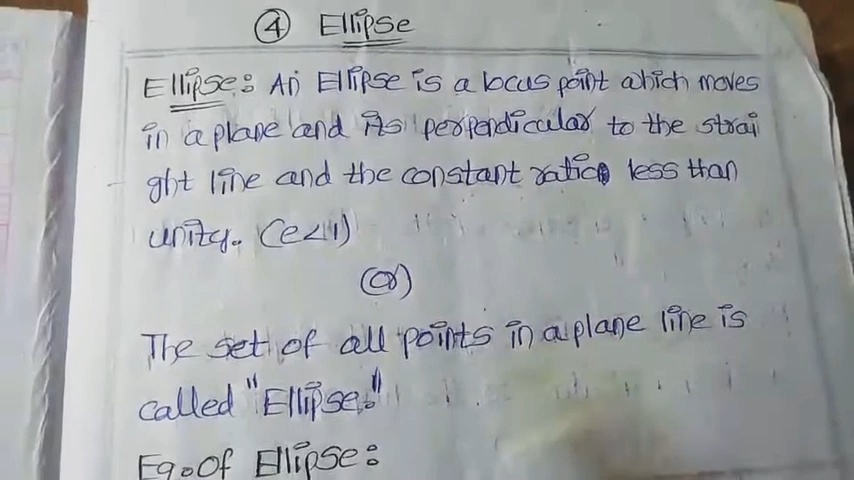 ④ Ellipse
Ellipse: An Ellipse is a locus point which moves
in a plane and its perpendicular to the strai
ght line and the constant ratio less than
unity. (e<1)
(or)
The set of all points in a plane line is
called "Ellipse."
Eq. Of Ellipse: